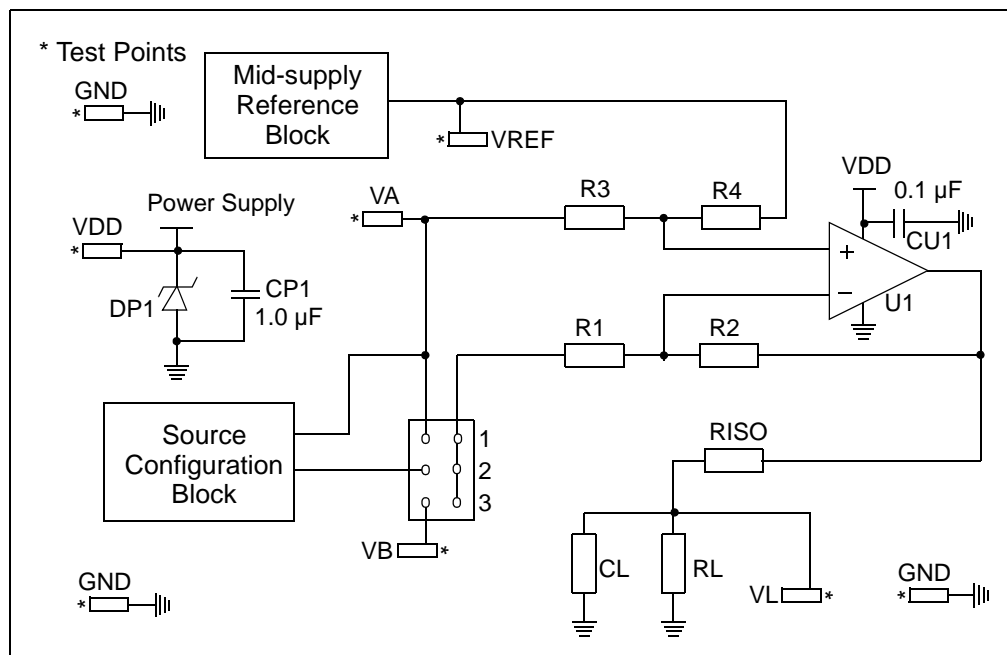 * Test Points
GND
*
Mid-supply
Reference
Block
* VREF
VA
*
R3
R4
VDD
0.1 µF
CU1
+
−
U1
Power Supply
VDD
*
DP1
CP1
1.0 µF
R1
R2
Source
Configuration
Block
1
2
3
VB *
RISO
CL
RL
VL *
GND
*
GND
*